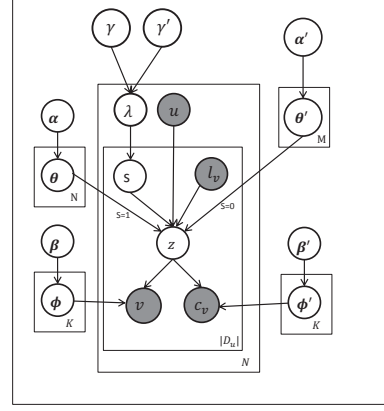 γ γ′
α′
λ u
θ′
M
α
s l_v
θ
N
S=1 S=0
z
β β′
ϕ v c_v ϕ′
K K
|D_u|
N